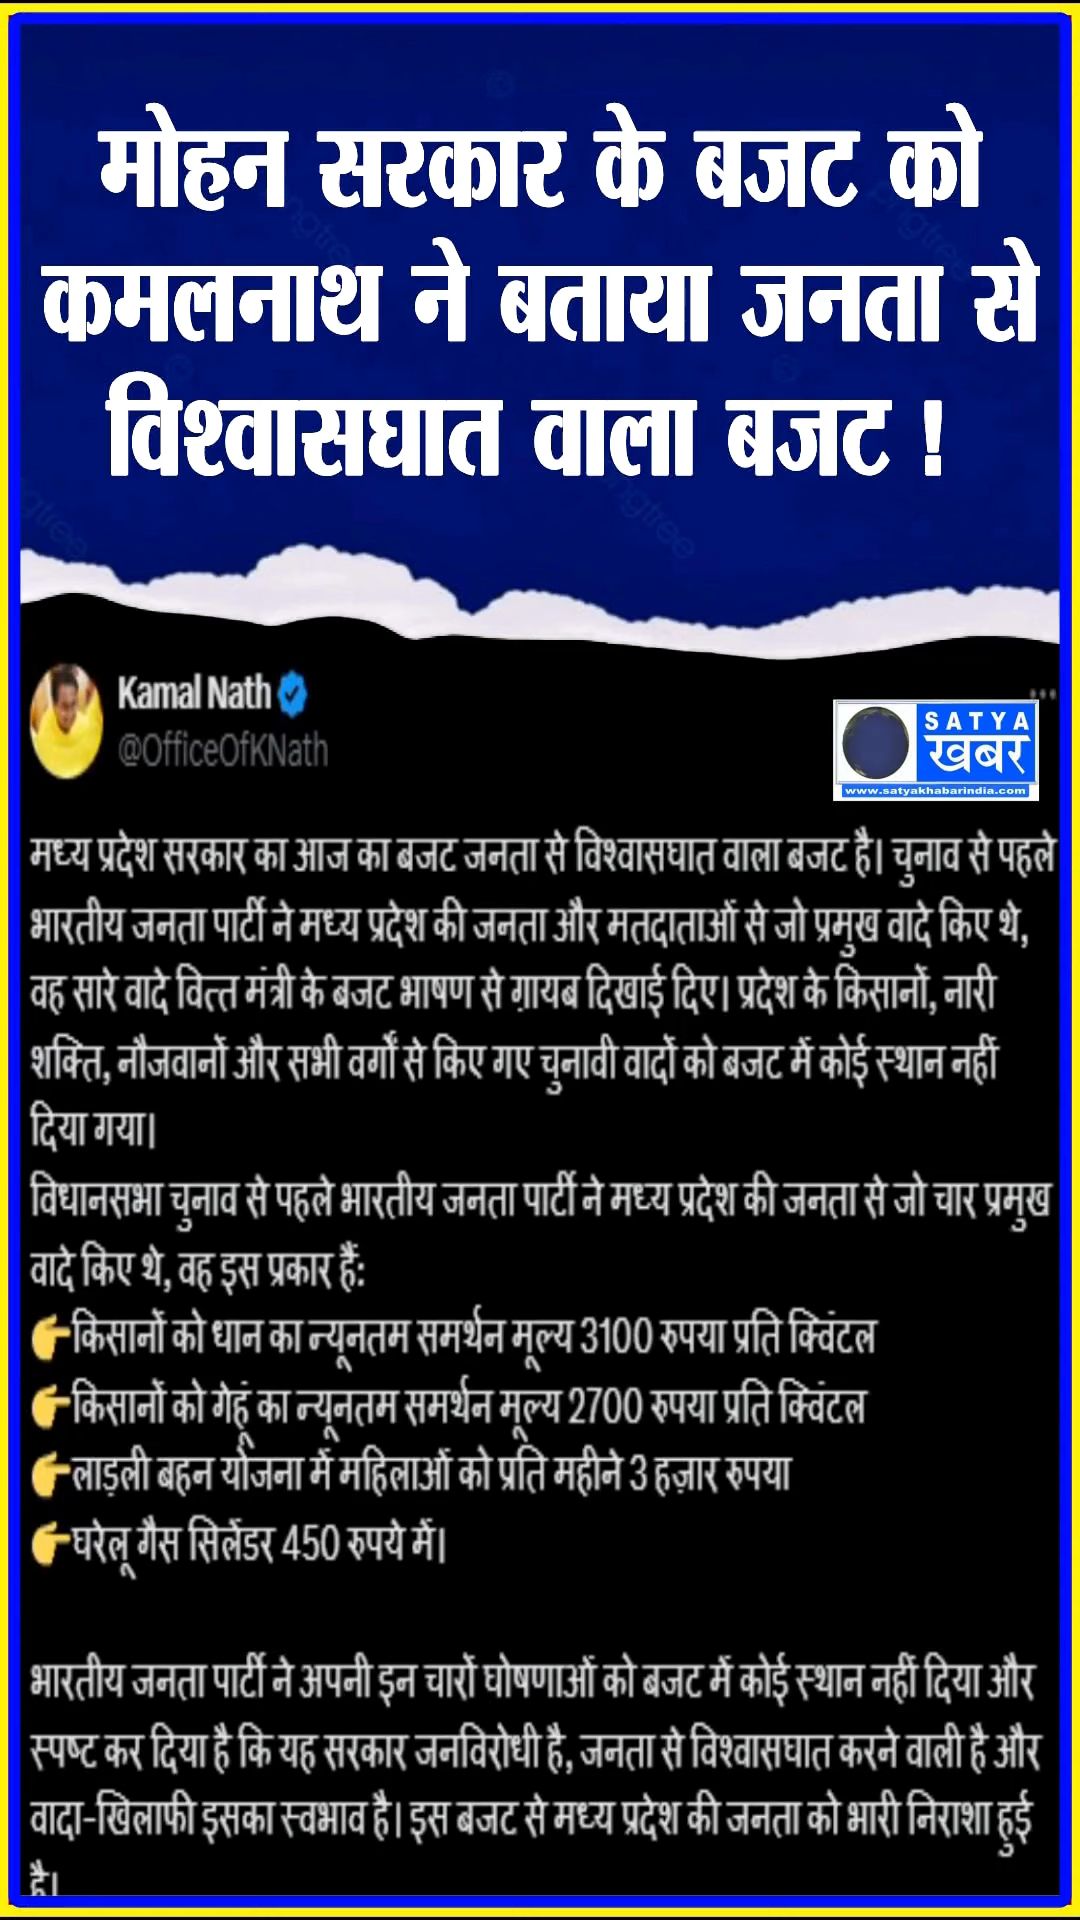 मोहन सरकार के बजट को
कमलनाथ ने बताया जनता से
विश्वासघात वाला बजट !
Kamal Nath
@OfficeOfKNath
SATYA
खबर
www.satyakhabarindia.com
मध्य प्रदेश सरकार का आज का बजट जनता से विश्वासघात वाला बजट है। चुनाव से पहले
भारतीय जनता पार्टी ने मध्य प्रदेश की जनता और मतदाताओं से जो प्रमुख वादे किए थे,
वह सारे वादे वित्त मंत्री के बजट भाषण से ग़ायब दिखाई दिए। प्रदेश के किसानों, नारी
शक्ति, नौजवानों और सभी वर्गों से किए गए चुनावी वादों को बजट में कोई स्थान नहीं
दिया गया।
विधानसभा चुनाव से पहले भारतीय जनता पार्टी ने मध्य प्रदेश की जनता से जो चार प्रमुख
वादे किए थे, वह इस प्रकार हैं:
👉किसानों को धान का न्यूनतम समर्थन मूल्य 3100 रुपया प्रति क्विंटल
👉किसानों को गेहूं का न्यूनतम समर्थन मूल्य 2700 रुपया प्रति क्विंटल
👉लाड़ली बहन योजना में महिलाओं को प्रति महीने 3 हज़ार रुपया
👉घरेलू गैस सिलेंडर 450 रुपये में।
भारतीय जनता पार्टी ने अपनी इन चारों घोषणाओं को बजट में कोई स्थान नहीं दिया और
स्पष्ट कर दिया है कि यह सरकार जनविरोधी है, जनता से विश्वासघात करने वाली है और
वादा-खिलाफी इसका स्वभाव है। इस बजट से मध्य प्रदेश की जनता को भारी निराशा हुई
है।
pngtree
pngtree
pngtree
pngtree